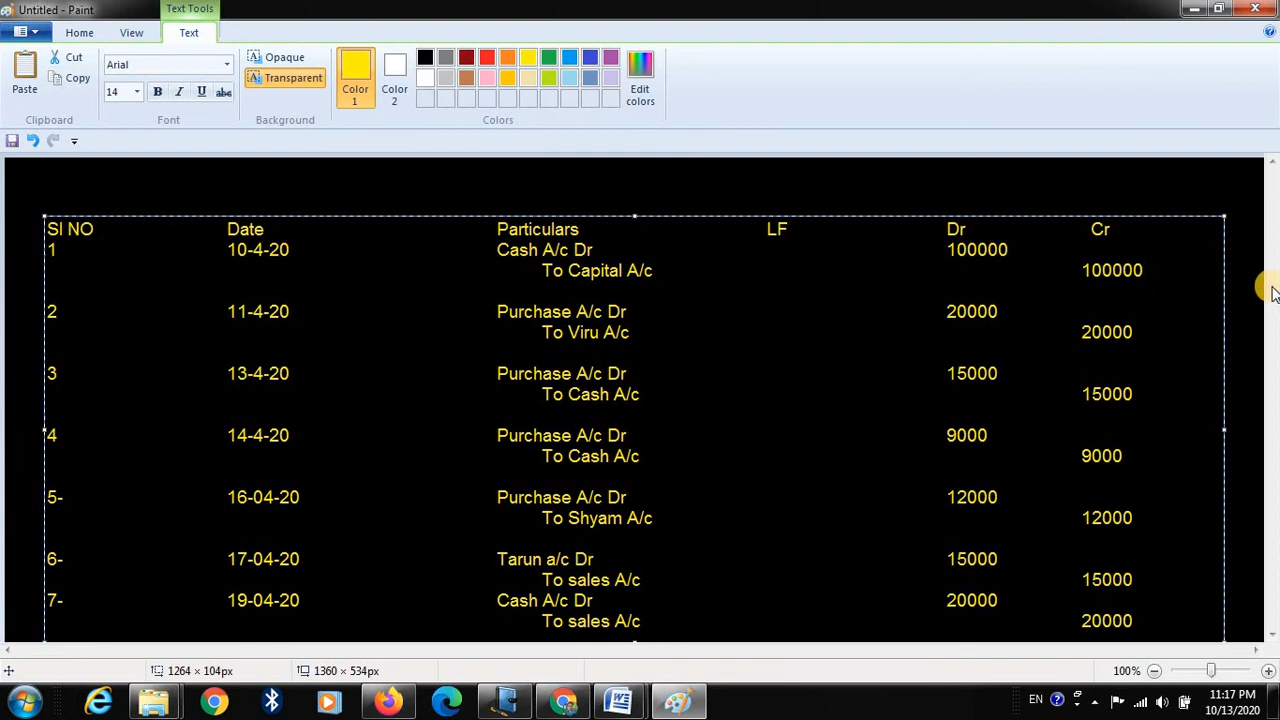 Untitled - Paint
Text Tools
Home View Text
Paste
Cut
Copy
Clipboard
Arial
14 B I U abc
Font
Opaque
Transparent
Background
Color 1
Color 2
Edit colors
Colors
Sl NO Date Particulars LF Dr Cr
1 10-4-20 Cash A/c Dr 100000
To Capital A/c 100000
2 11-4-20 Purchase A/c Dr 20000
To Viru A/c 20000
3 13-4-20 Purchase A/c Dr 15000
To Cash A/c 15000
4 14-4-20 Purchase A/c Dr 9000
To Cash A/c 9000
5- 16-04-20 Purchase A/c Dr 12000
To Shyam A/c 12000
6- 17-04-20 Tarun a/c Dr 15000
To sales A/c 15000
7- 19-04-20 Cash A/c Dr 20000
To sales A/c 20000
1264 × 104px 1360 × 534px 100%
EN 11:17 PM
10/13/2020